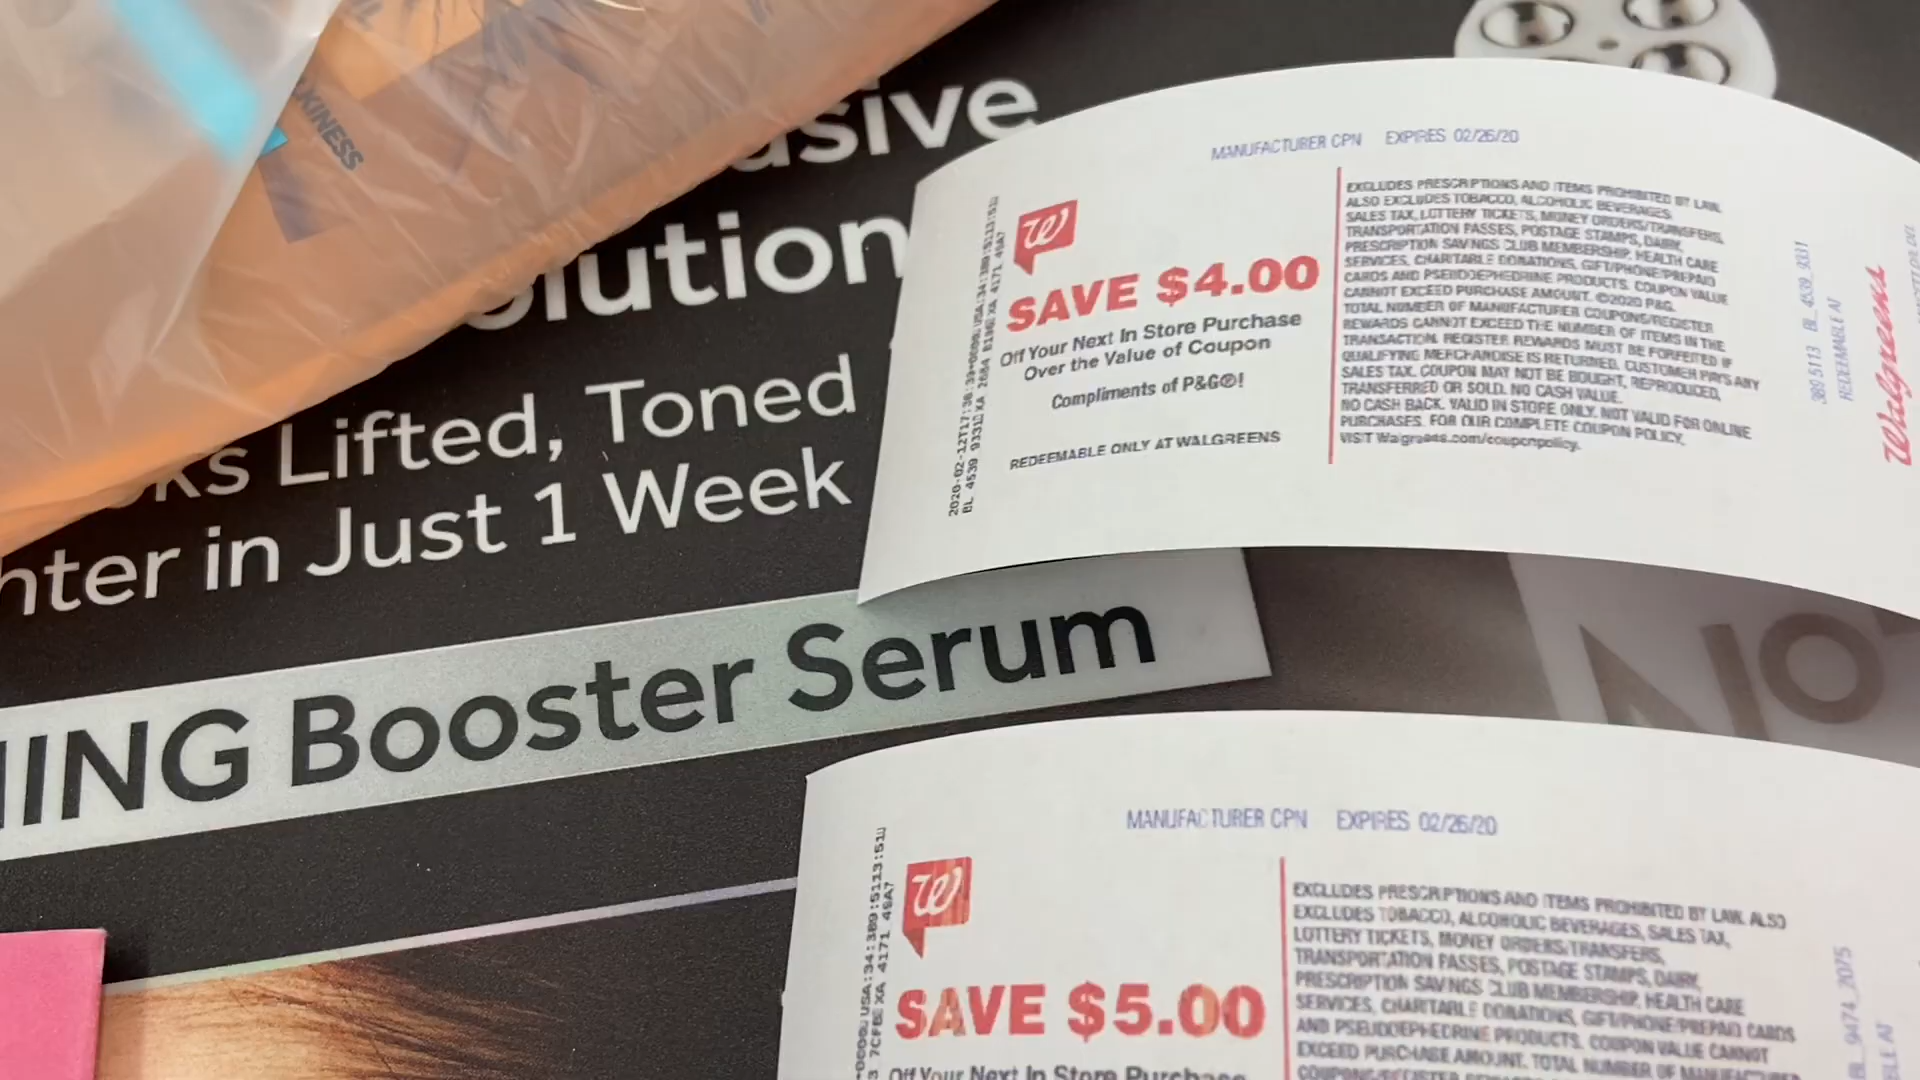 KINESS
usive
olution
ks Lifted, Toned
hter in Just 1 Week
NING Booster Serum
NO
MANUFACTURER CPN EXPIRES 02/26/20
SAVE $4.00
Off Your Next In Store Purchase
Over the Value of Coupon
Compliments of P&G®!
REDEEMABLE ONLY AT WALGREENS
EXCLUDES PRESCRIPTIONS AND ITEMS PROHIBITED BY LAW.
ALSO EXCLUDES TOBACCO, ALCOHOLIC BEVERAGES,
SALES TAX, LOTTERY TICKETS, MONEY ORDERS/TRANSFERS,
TRANSPORTATION PASSES, POSTAGE STAMPS, DAIRY,
PRESCRIPTION SAVINGS CLUB MEMBERSHIP, HEALTH CARE
SERVICES, CHARITABLE DONATIONS, GIFT/PHONE/PREPAID
CARDS AND PSEUDOEPHEDRINE PRODUCTS. COUPON VALUE
CANNOT EXCEED PURCHASE AMOUNT. ©2020 P&G.
TOTAL NUMBER OF MANUFACTURER COUPONS/REGISTER
REWARDS CANNOT EXCEED THE NUMBER OF ITEMS IN THE
TRANSACTION. REGISTER REWARDS MUST BE FORFEITED IF
QUALIFYING MERCHANDISE IS RETURNED. CUSTOMER PAYS ANY
SALES TAX. COUPON MAY NOT BE BOUGHT, REPRODUCED,
TRANSFERRED OR SOLD. NO CASH VALUE.
NO CASH BACK. VALID IN STORE ONLY. NOT VALID FOR ONLINE
PURCHASES. FOR OUR COMPLETE COUPON POLICY,
VISIT Walgreens.com/couponpolicy.
389 5113 BL_4539_9331
REDEEMABLE AT
Walgreens
MANUFACTURER CPN EXPIRES 02/26/20
SAVE $5.00
Off Your Next In Store Purchase
EXCLUDES PRESCRIPTIONS AND ITEMS PROHIBITED BY LAW. ALSO
EXCLUDES TOBACCO, ALCOHOLIC BEVERAGES, SALES TAX,
LOTTERY TICKETS, MONEY ORDERS/TRANSFERS,
TRANSPORTATION PASSES, POSTAGE STAMPS, DAIRY,
PRESCRIPTION SAVINGS CLUB MEMBERSHIP, HEALTH CARE
SERVICES, CHARITABLE DONATIONS, GIFT/PHONE/PREPAID CARDS
AND PSEUDOEPHEDRINE PRODUCTS. COUPON VALUE CANNOT
EXCEED PURCHASE AMOUNT. TOTAL NUMBER OF MANUFACTURER
BL_9474_2075